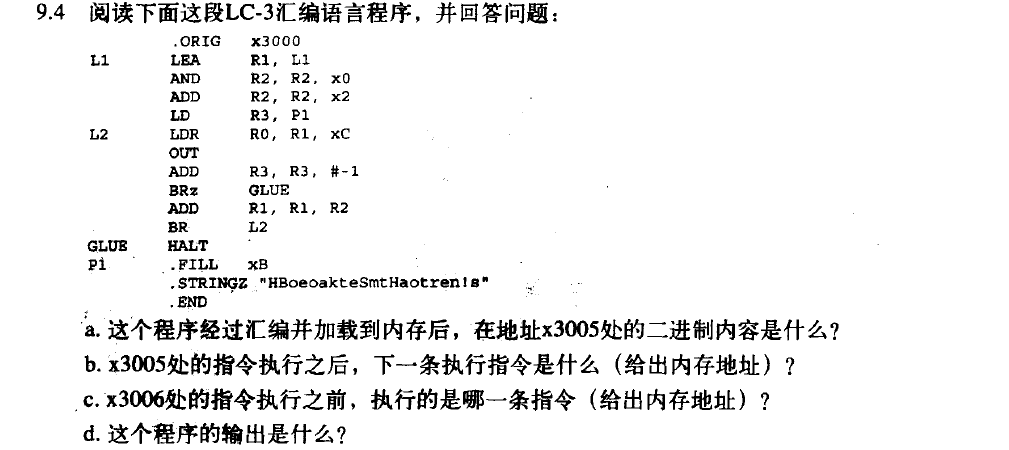 9.4 阅读下面这段LC-3汇编语言程序，并回答问题：
.ORIG x3000
L1 LEA R1, L1
AND R2, R2, x0
ADD R2, R2, x2
LD R3, P1
L2 LDR R0, R1, xC
OUT
ADD R3, R3, #-1
BRz GLUE
ADD R1, R1, R2
BR L2
GLUE HALT
P1 .FILL xB
.STRINGZ "HBoeoakteSmtHaotren!s"
.END
a. 这个程序经过汇编并加载到内存后，在地址x3005处的二进制内容是什么？
b. x3005处的指令执行之后，下一条执行指令是什么（给出内存地址）？
c. x3006处的指令执行之前，执行的是哪一条指令（给出内存地址）？
d. 这个程序的输出是什么？